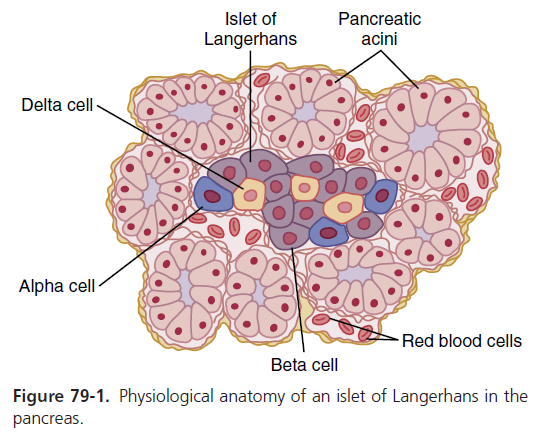 Islet of
Langerhans
Pancreatic
acini
Delta cell
Alpha cell
Red blood cells
Beta cell
Figure 79-1. Physiological anatomy of an islet of Langerhans in the
pancreas.